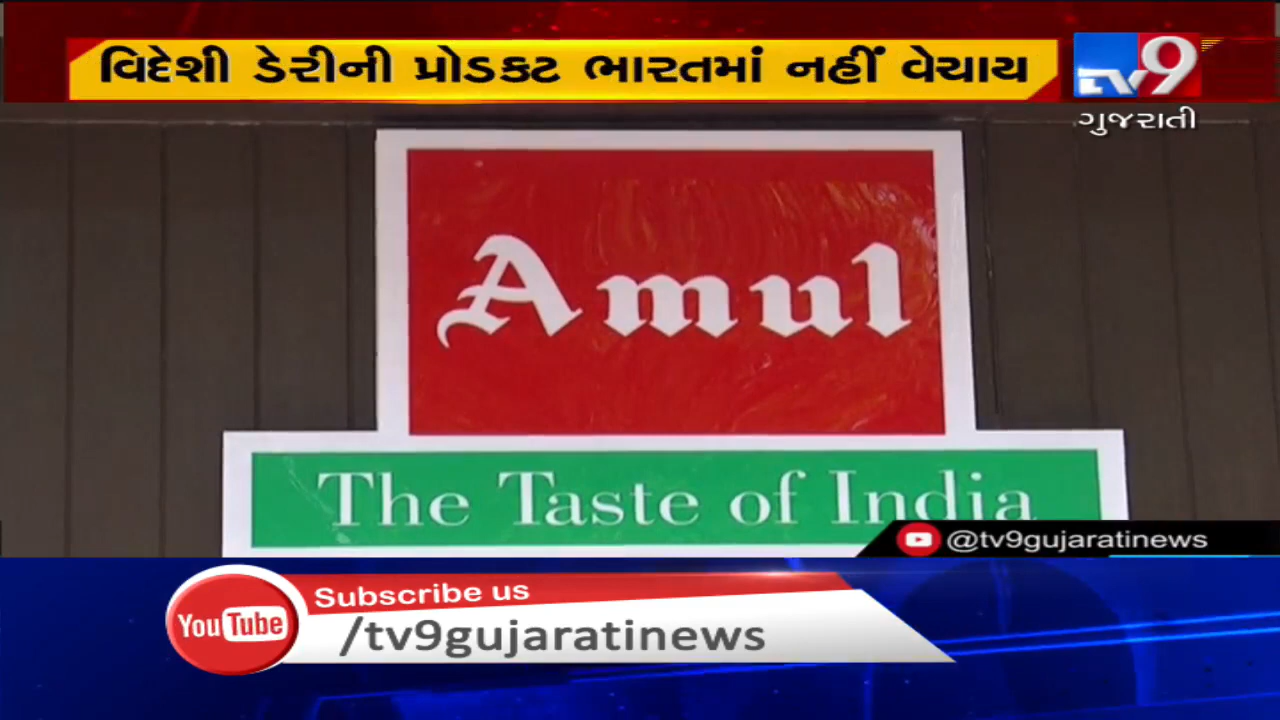 વિદેશી ડેરીની પ્રોડક્ટ ભારતમાં નહીં વેચાય
TV9
ગુજરાતી
Amul
The Taste of India
@tv9gujaratinews
Subscribe us
YouTube
/tv9gujaratinews